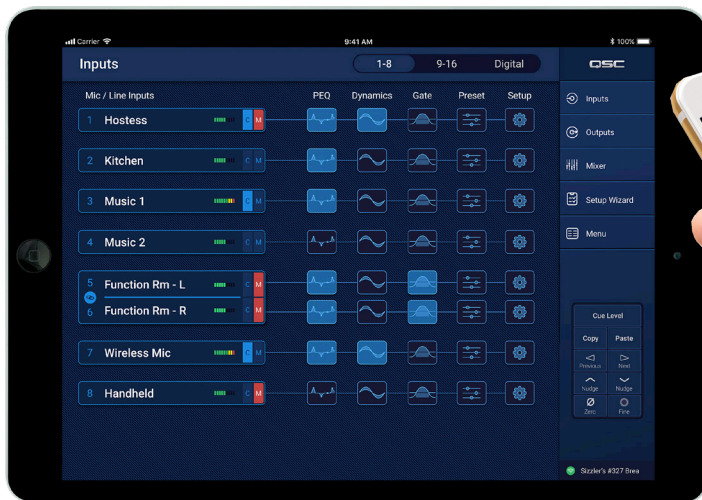 Carrier
9:41 AM
100%
Inputs
1-8
9-16
Digital
QSC
Mic / Line Inputs
PEQ
Dynamics
Gate
Preset
Setup
1 Hostess C M
2 Kitchen C M
3 Music 1 C M
4 Music 2 C M
5 Function Rm - L C M
6 Function Rm - R C M
7 Wireless Mic C M
8 Handheld C M
Inputs
Outputs
Mixer
Setup Wizard
Menu
Cue Level
Copy
Paste
Previous
Next
Nudge
Nudge
Zero
Fine
Sizzler's #327 Brea